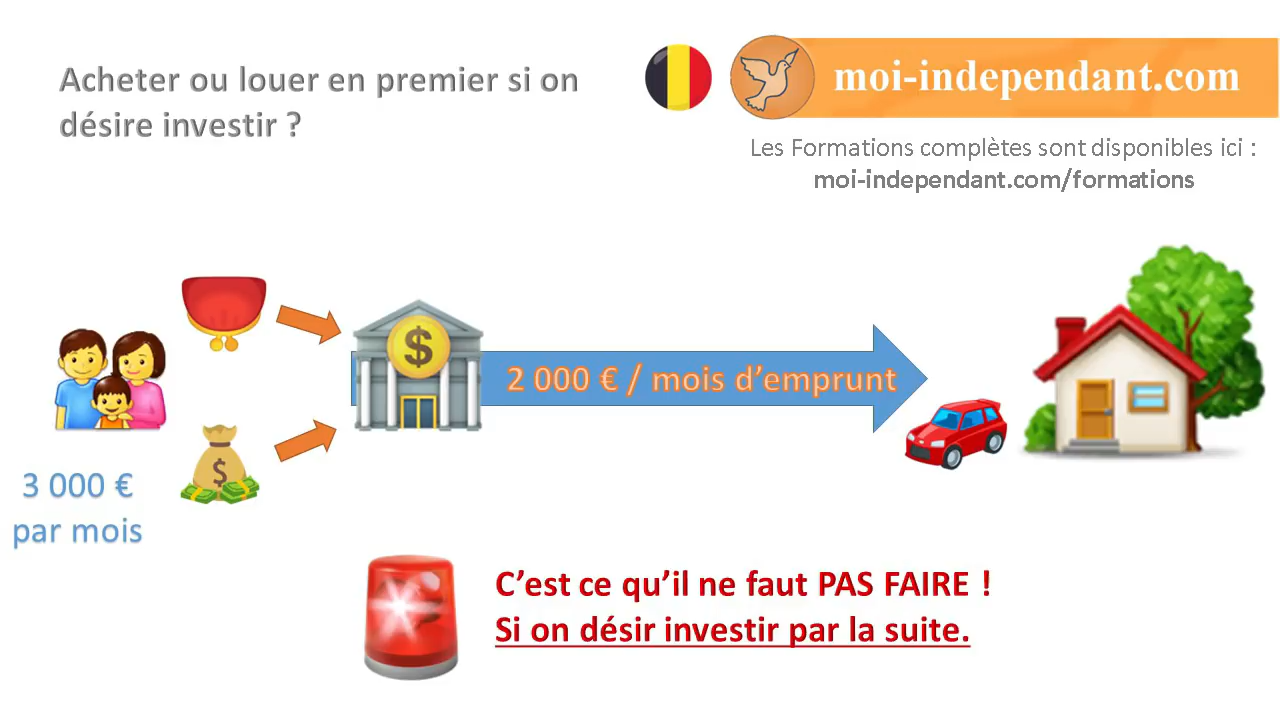 Acheter ou louer en premier si on
désire investir ?
moi-independant.com
Les Formations complètes sont disponibles ici :
moi-independant.com/formations
$
2 000 € / mois d’emprunt
$
3 000 €
par mois
C’est ce qu’il ne faut PAS FAIRE !
Si on désir investir par la suite.